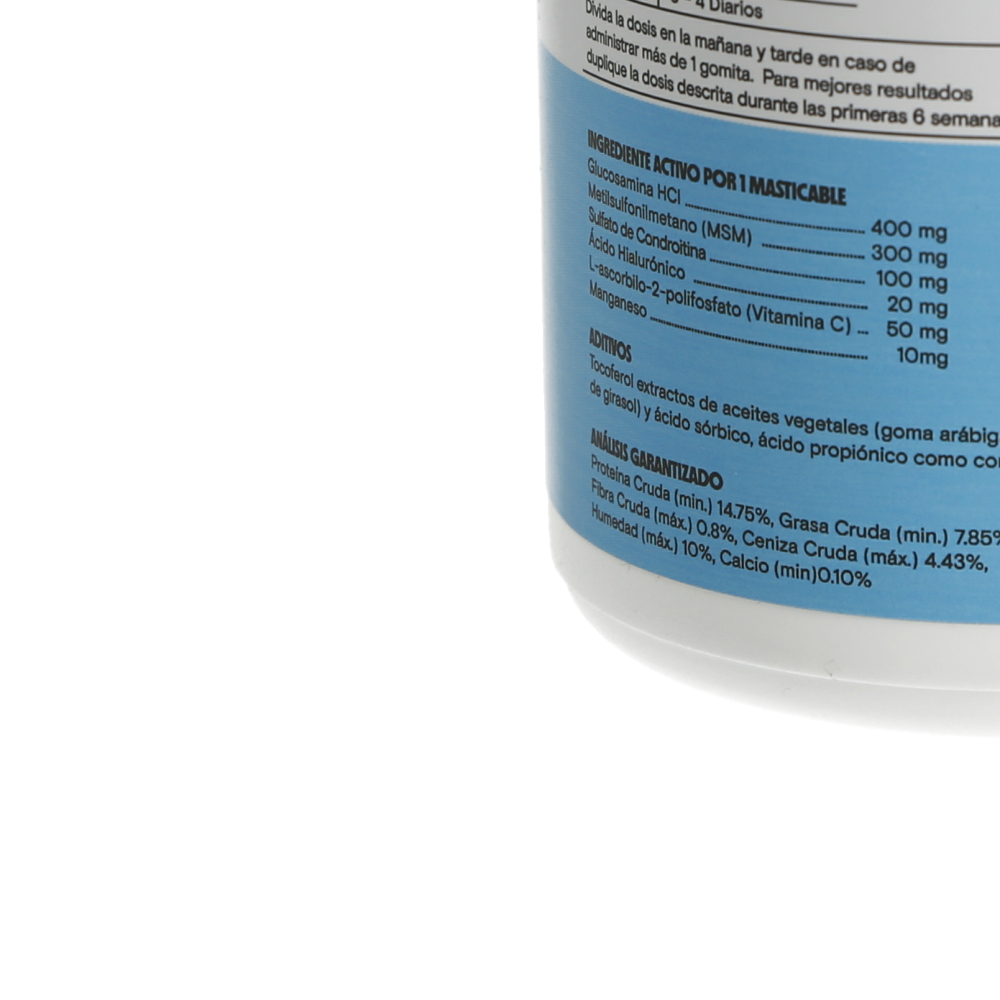 3 - 4 Diarios
Divida la dosis en la mañana y tarde en caso de
administrar más de 1 gomita. Para mejores resultados
duplique la dosis descrita durante las primeras 6 semana
INGREDIENTE ACTIVO POR 1 MASTICABLE
Glucosamina HCl ........ 400 mg
Metilsulfonilmetano (MSM) ........ 300 mg
Sulfato de Condroitina ........ 100 mg
Ácido Hialurónico ........ 20 mg
L-ascorbilo-2-polifosfato (Vitamina C) ... 50 mg
Manganeso ........ 10mg
ADITIVOS
Tocoferol extractos de aceites vegetales (goma arábig
de girasol) y ácido sórbico, ácido propiónico como co
ANÁLISIS GARANTIZADO
Proteína Cruda (min.) 14.75%, Grasa Cruda (min.) 7.85%
Fibra Cruda (máx.) 0.8%, Ceniza Cruda (máx.) 4.43%,
Humedad (máx.) 10%, Calcio (min)0.10%